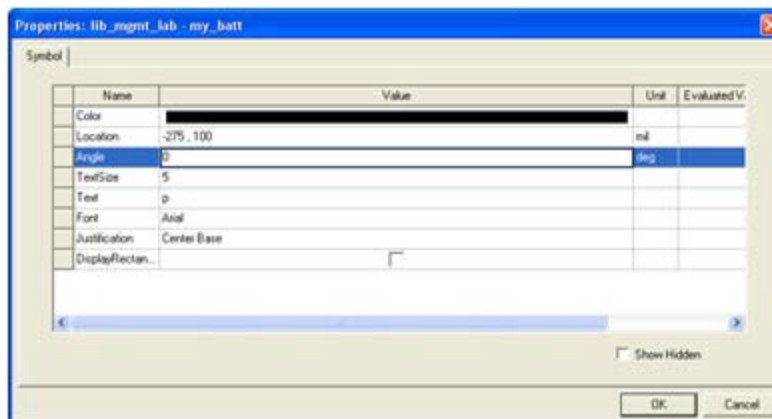 Properties: lib_mgmt_lab - my_batt
Symbol
Name Value Unit Evaluated V
Color
Location -275 , 100 mil
Angle 0 deg
TextSize 5
Text p
Font Arial
Justification Center Base
DisplayRectan...
Show Hidden
OK Cancel